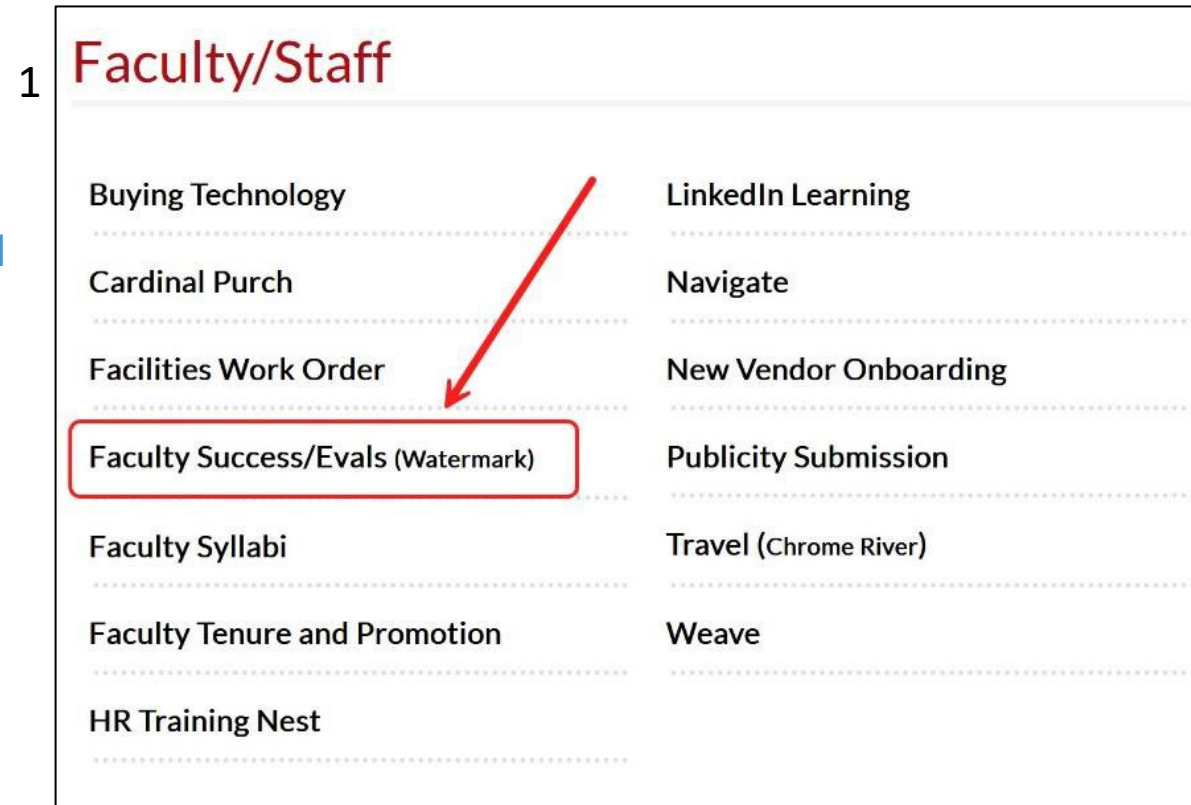 1
Faculty/Staff
Buying Technology
Cardinal Purch
Facilities Work Order
Faculty Success/Evals (Watermark)
Faculty Syllabi
Faculty Tenure and Promotion
HR Training Nest
LinkedIn Learning
Navigate
New Vendor Onboarding
Publicity Submission
Travel (Chrome River)
Weave